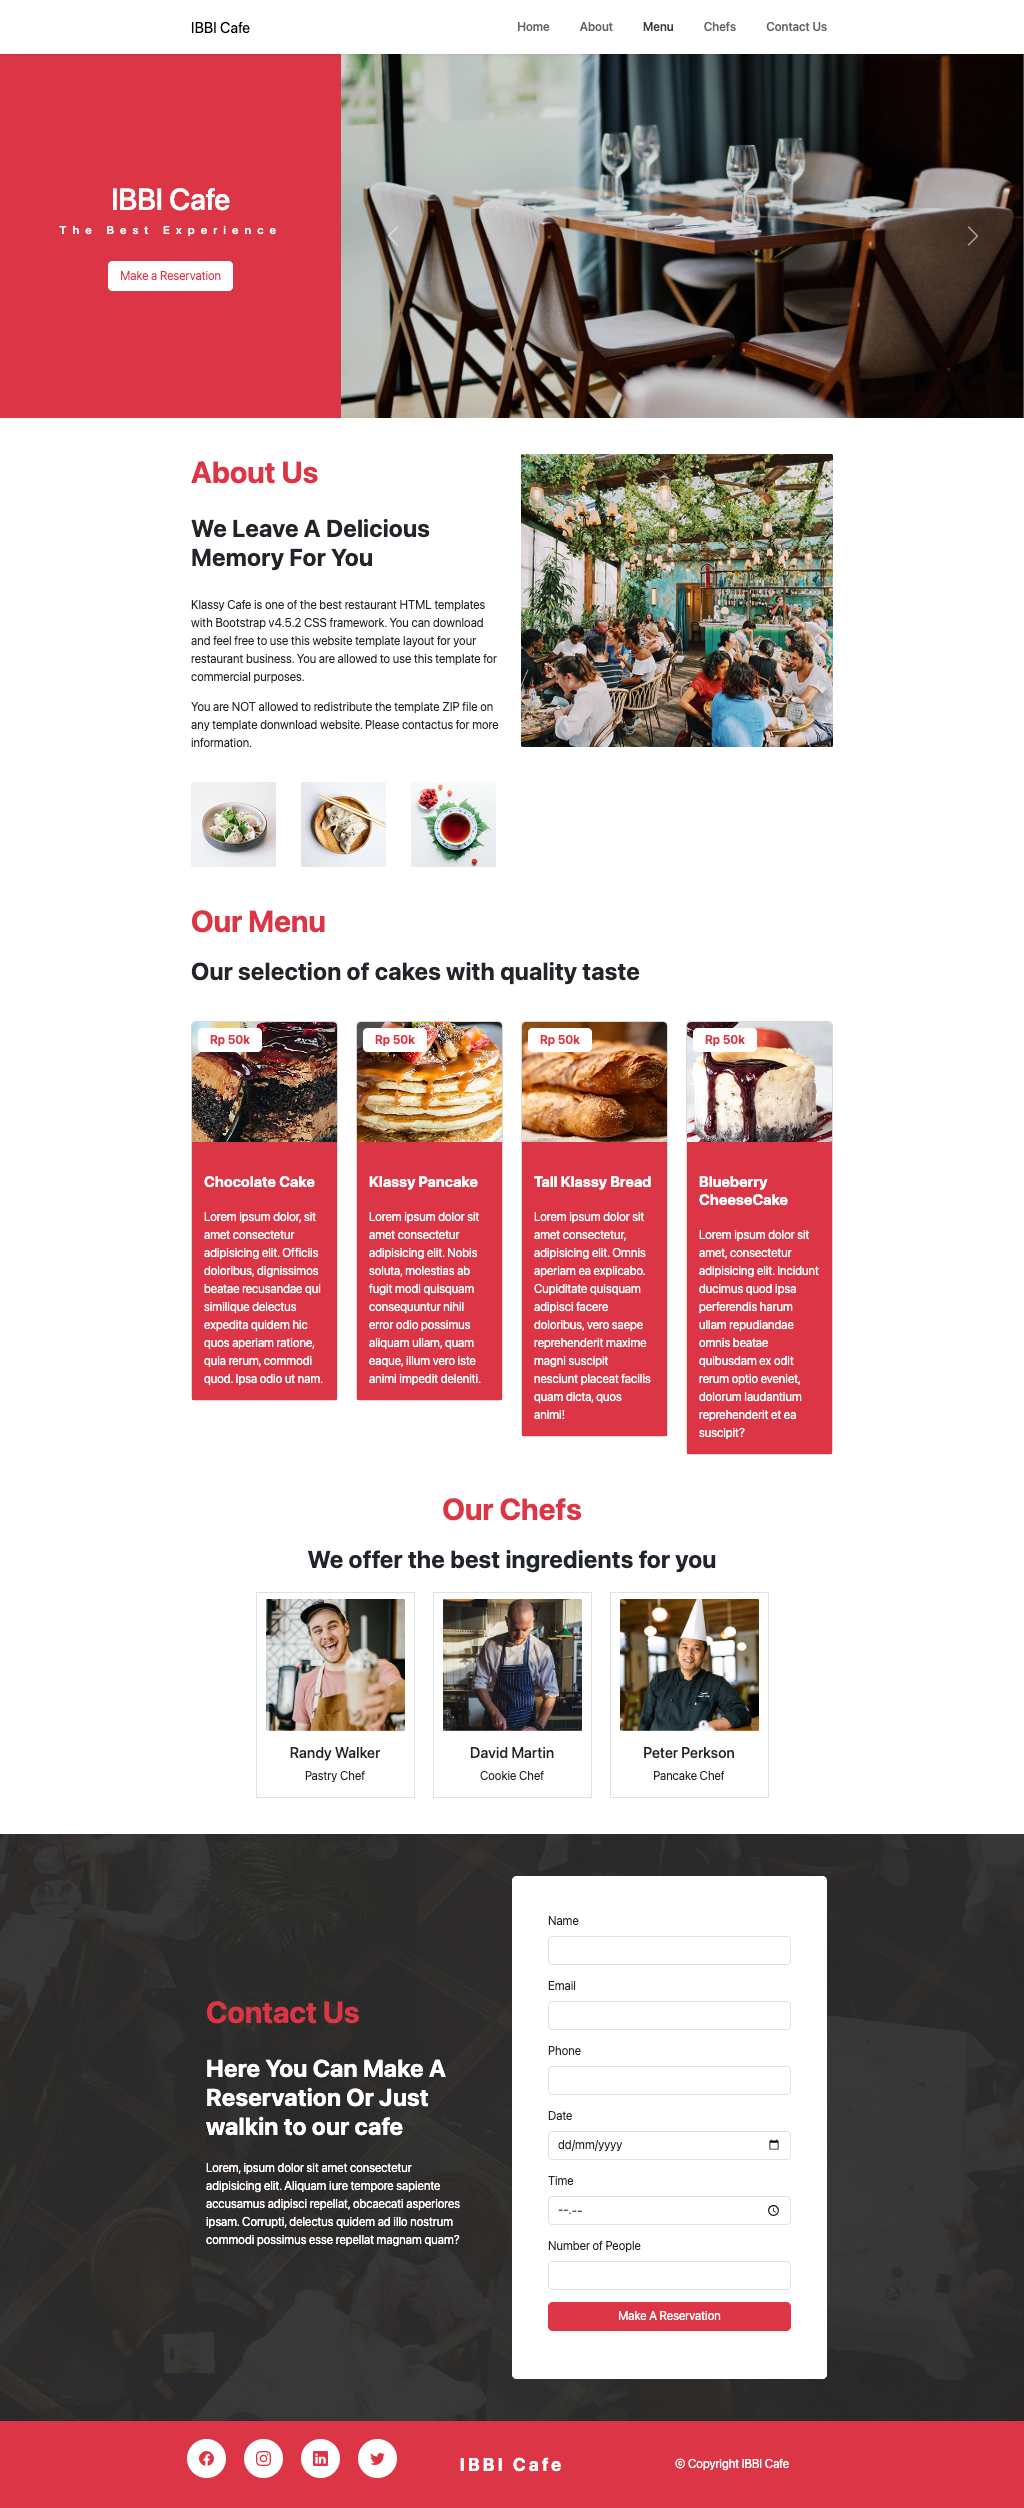 IBBI Cafe
Home About Menu Chefs Contact Us
IBBI Cafe
The Best Experience
Make a Reservation
About Us
We Leave A Delicious
Memory For You
Klassy Cafe is one of the best restaurant HTML templates
with Bootstrap v4.5.2 CSS framework. You can download
and feel free to use this website template layout for your
restaurant business. You are allowed to use this template for
commercial purposes.
You are NOT allowed to redistribute the template ZIP file on
any template donwnload website. Please contactus for more
information.
Our Menu
Our selection of cakes with quality taste
Rp 50k
Chocolate Cake
Lorem ipsum dolor, sit
amet consectetur
adipisicing elit. Officiis
doloribus, dignissimos
beatae recusandae qui
similique delectus
expedita quidem hic
quos aperiam ratione,
quia rerum, commodi
quod. Ipsa odio ut nam.
Rp 50k
Klassy Pancake
Lorem ipsum dolor sit
amet consectetur
adipisicing elit. Nobis
soluta, molestias ab
fugit modi quisquam
consequuntur nihil
error odio possimus
aliquam ullam, quam
eaque, illum vero iste
animi impedit deleniti.
Rp 50k
Tall Klassy Bread
Lorem ipsum dolor sit
amet consectetur,
adipisicing elit. Omnis
aperiam ea explicabo.
Cupiditate quisquam
adipisci facere
doloribus, vero saepe
reprehenderit maxime
magni suscipit
nesciunt placeat facilis
quam dicta, quos
animi!
Rp 50k
Blueberry
CheeseCake
Lorem ipsum dolor sit
amet, consectetur
adipisicing elit. Incidunt
ducimus quod ipsa
perferendis harum
ullam repudiandae
omnis beatae
quibusdam ex odit
rerum optio eveniet,
dolorum laudantium
reprehenderit et ea
suscipit?
Our Chefs
We offer the best ingredients for you
Randy Walker
Pastry Chef
David Martin
Cookie Chef
Peter Perkson
Pancake Chef
Contact Us
Here You Can Make A
Reservation Or Just
walkin to our cafe
Lorem, ipsum dolor sit amet consectetur
adipisicing elit. Aliquam iure tempore sapiente
accusamus adipisci repellat, obcaecati asperiores
ipsam. Corrupti, delectus quidem ad illo nostrum
commodi possimus esse repellat magnam quam?
Name
Email
Phone
Date
dd/mm/yyyy
Time
--.--
Number of People
Make A Reservation
IBBI Cafe
© Copyright IBBI Cafe